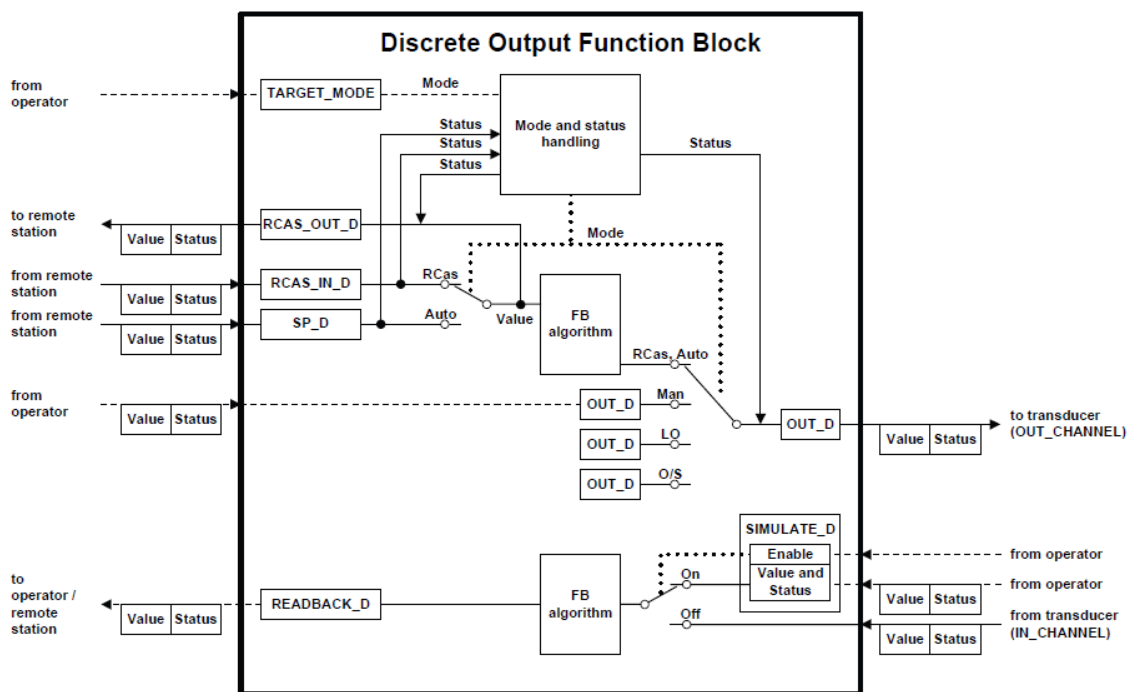 Discrete Output Function Block
from
operator
TARGET_MODE
Mode
Mode and status
handling
Status
Status
Status
Status
to remote
station
Value Status
RCAS_OUT_D
Mode
from remote
station
Value Status
RCAS_IN_D
RCas
from remote
station
Value Status
SP_D
Auto
Value
FB
algorithm
RCas, Auto
from
operator
Value Status
OUT_D
Man
OUT_D
LO
OUT_D
O/S
OUT_D
Value Status
to transducer
(OUT_CHANNEL)
SIMULATE_D
Enable
from operator
Value and
Status
from operator
Value Status
On
Off
from transducer
(IN_CHANNEL)
Value Status
FB
algorithm
READBACK_D
to
operator /
remote
station
Value Status